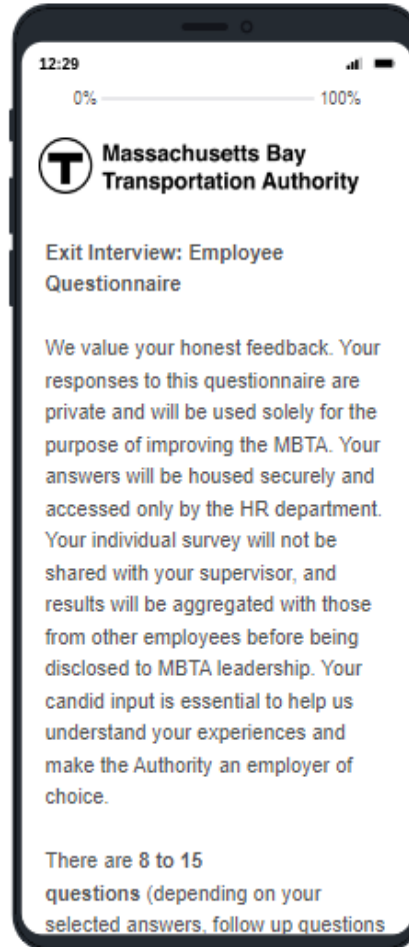 12:29
0% 100%
T Massachusetts Bay
Transportation Authority
Exit Interview: Employee
Questionnaire
We value your honest feedback. Your
responses to this questionnaire are
private and will be used solely for the
purpose of improving the MBTA. Your
answers will be housed securely and
accessed only by the HR department.
Your individual survey will not be
shared with your supervisor, and
results will be aggregated with those
from other employees before being
disclosed to MBTA leadership. Your
candid input is essential to help us
understand your experiences and
make the Authority an employer of
choice.
There are 8 to 15
questions (depending on your
selected answers, follow up questions